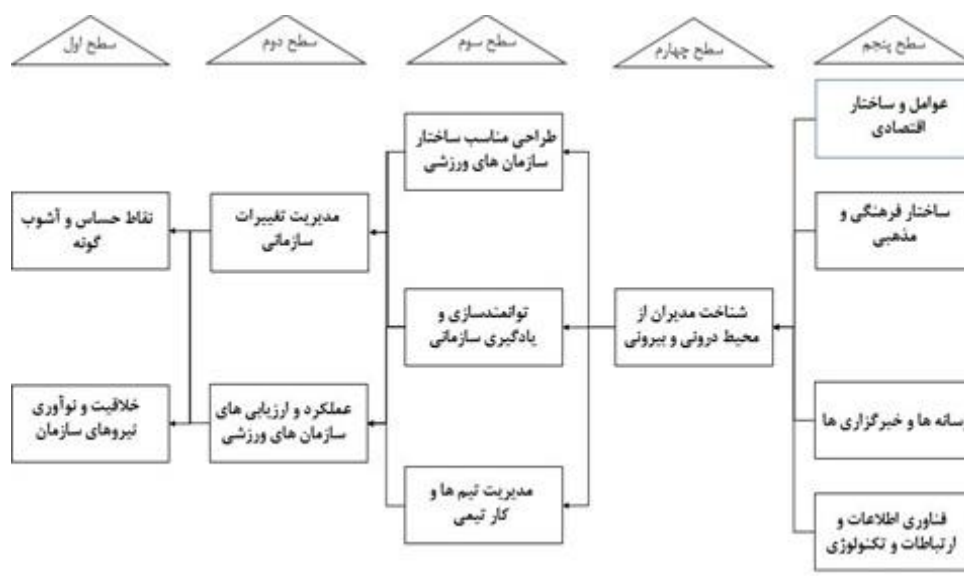 سطح پنجم
سطح چهارم
سطح سوم
سطح دوم
سطح اول
عوامل و ساختار
اقتصادی
ساختار فرهنگی و
مذهبی
رسانه ها و خبرگزاری ها
فناوری اطلاعات و
ارتباطات و تکنولوژی
شناخت مدیران از
محیط درونی و بیرونی
طراحی مناسب ساختار
سازمان های ورزشی
توانمندسازی و
یادگیری سازمانی
مدیریت تیم ها و
کار تیمی
مدیریت تغییرات
سازمانی
عملکرد و ارزیابی های
سازمان های ورزشی
نقاط حساس و آشوب
گونه
خلاقیت و نوآوری
نیروهای سازمان